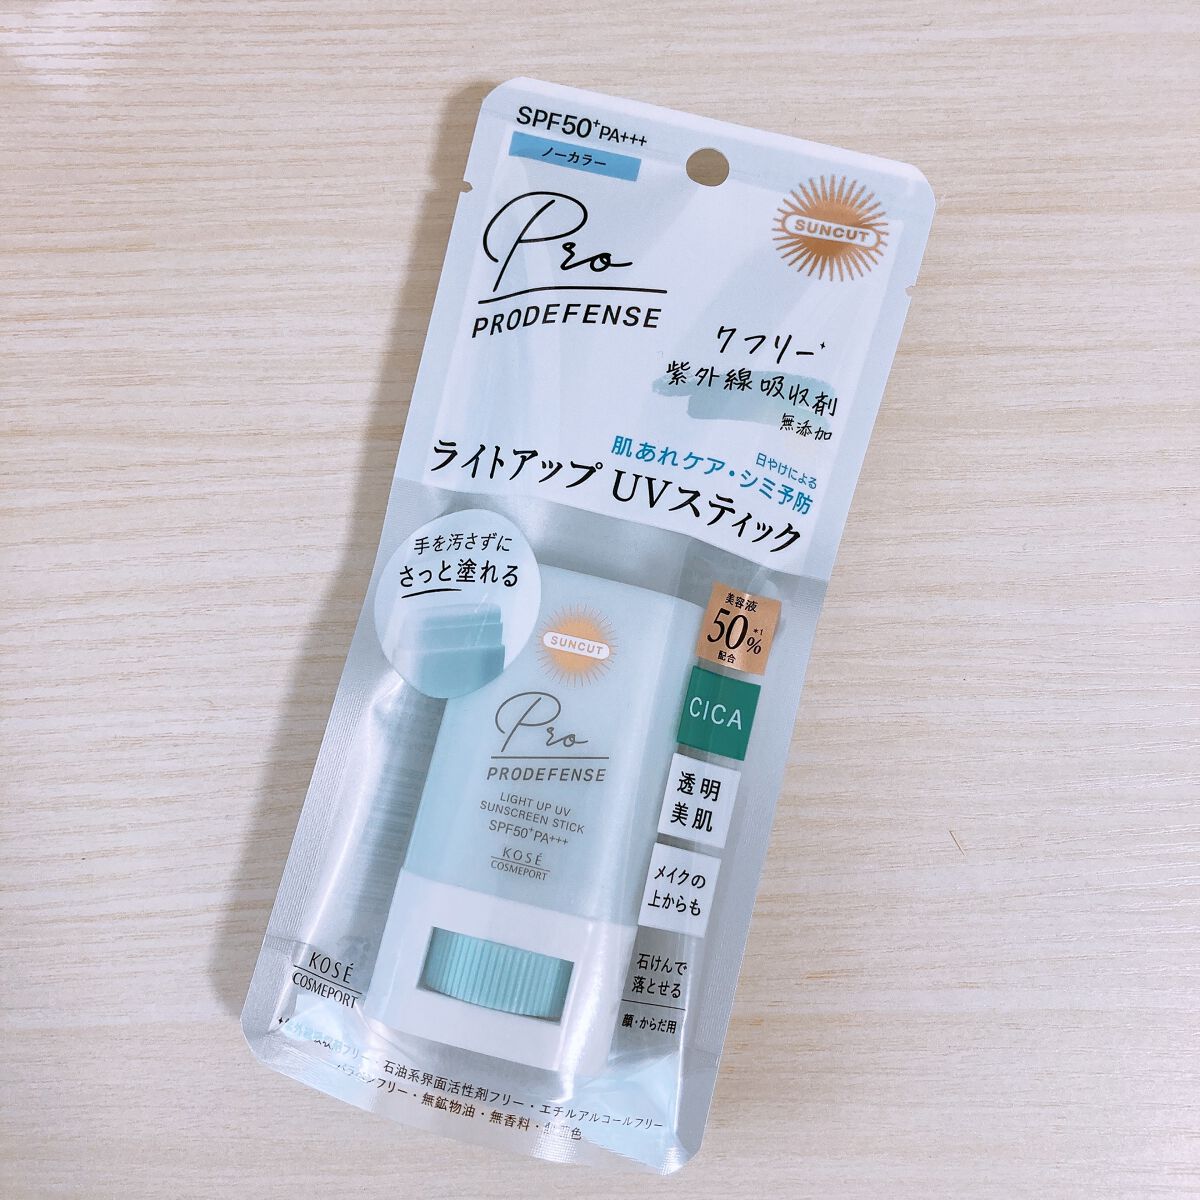 SPF50+PA+++
ノーカラー
SUNCUT
Pro
PRODEFENSE
7フリー
紫外線吸収剤
無添加
日やけによる
肌あれケア・シミ予防
ライトアップ UVスティック
手を汚さずに
さっと塗れる
美容液
50%*1
配合
CICA
透明
美肌
メイクの
上からも
石けんで
落とせる
顔・からだ用
SUNCUT
Pro
PRODEFENSE
LIGHT UP UV
SUNSCREEN STICK
SPF50+PA+++
KOSÉ
COSMEPORT
KOSÉ
COSMEPORT
フリー・石油系界面活性剤フリー・エチルアルコールフリー
パラベンフリー・無鉱物油・無香料・